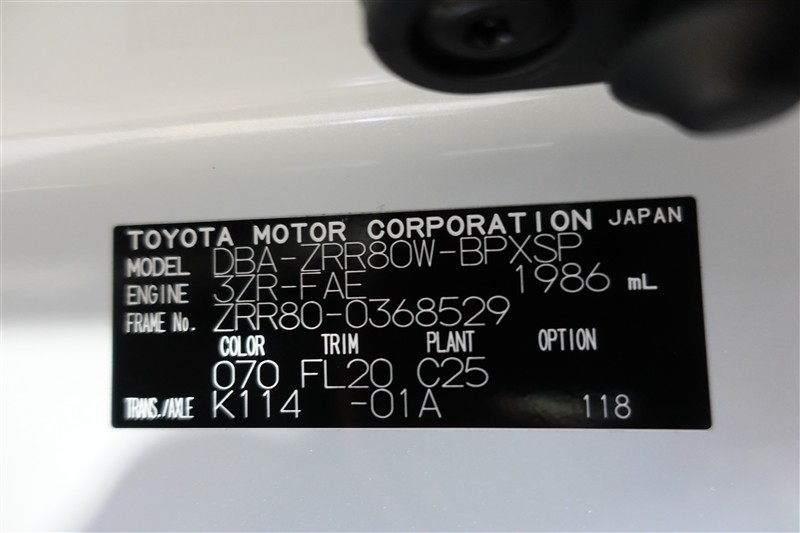 TOYOTA MOTOR CORPORATION JAPAN
MODEL DBA-ZRR80W-BPXSP
ENGINE 3ZR-FAE 1986 mL
FRAME No. ZRR80-0368529
COLOR TRIM PLANT OPTION
070 FL20 C25
TRANS./AXLE K114 -01A 118